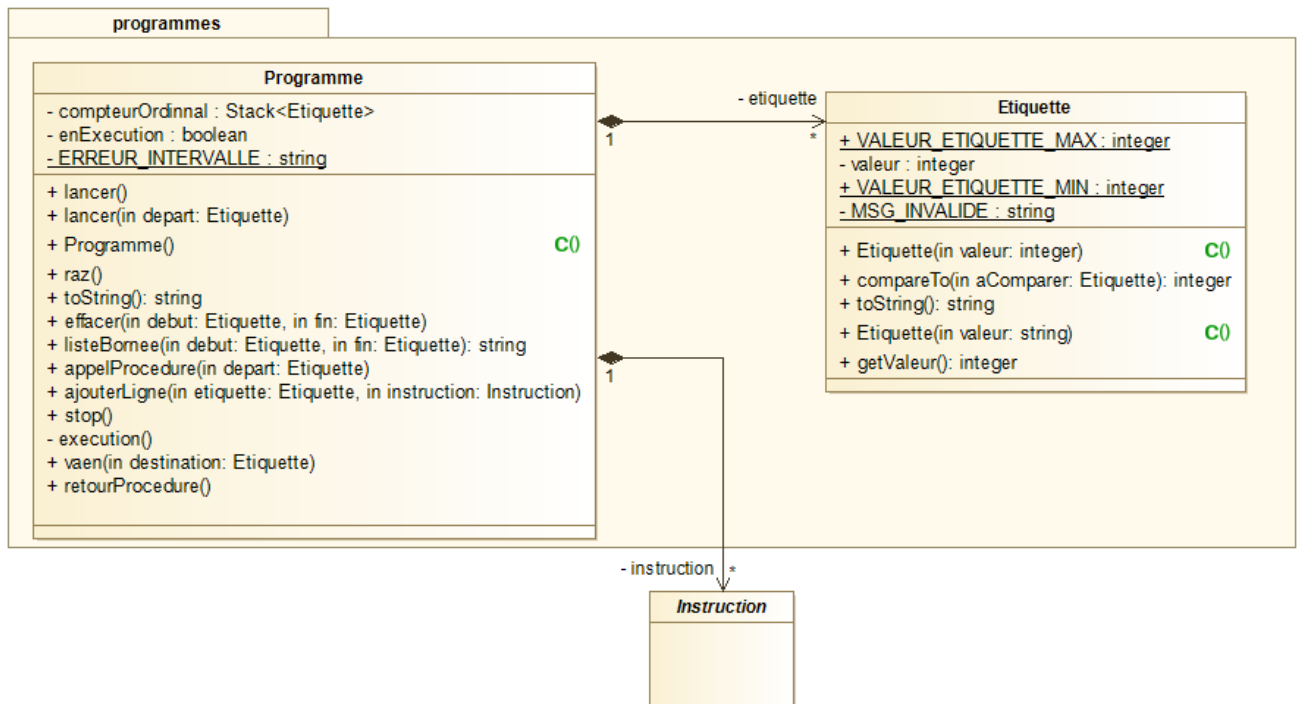 programmes
Programme
- compteurOrdinnal : Stack<Etiquette>
- enExecution : boolean
- ERREUR_INTERVALLE : string
+ lancer()
+ lancer(in depart: Etiquette)
+ Programme() C()
+ raz()
+ toString(): string
+ effacer(in debut: Etiquette, in fin: Etiquette)
+ listeBornee(in debut: Etiquette, in fin: Etiquette): string
+ appelProcedure(in depart: Etiquette)
+ ajouterLigne(in etiquette: Etiquette, in instruction: Instruction)
+ stop()
- execution()
+ vaen(in destination: Etiquette)
+ retourProcedure()
- etiquette
1
*
Etiquette
+ VALEUR_ETIQUETTE_MAX : integer
- valeur : integer
+ VALEUR_ETIQUETTE_MIN : integer
- MSG_INVALIDE : string
+ Etiquette(in valeur: integer) C()
+ compareTo(in aComparer: Etiquette): integer
+ toString(): string
+ Etiquette(in valeur: string) C()
+ getValeur(): integer
1
- instruction
*
Instruction